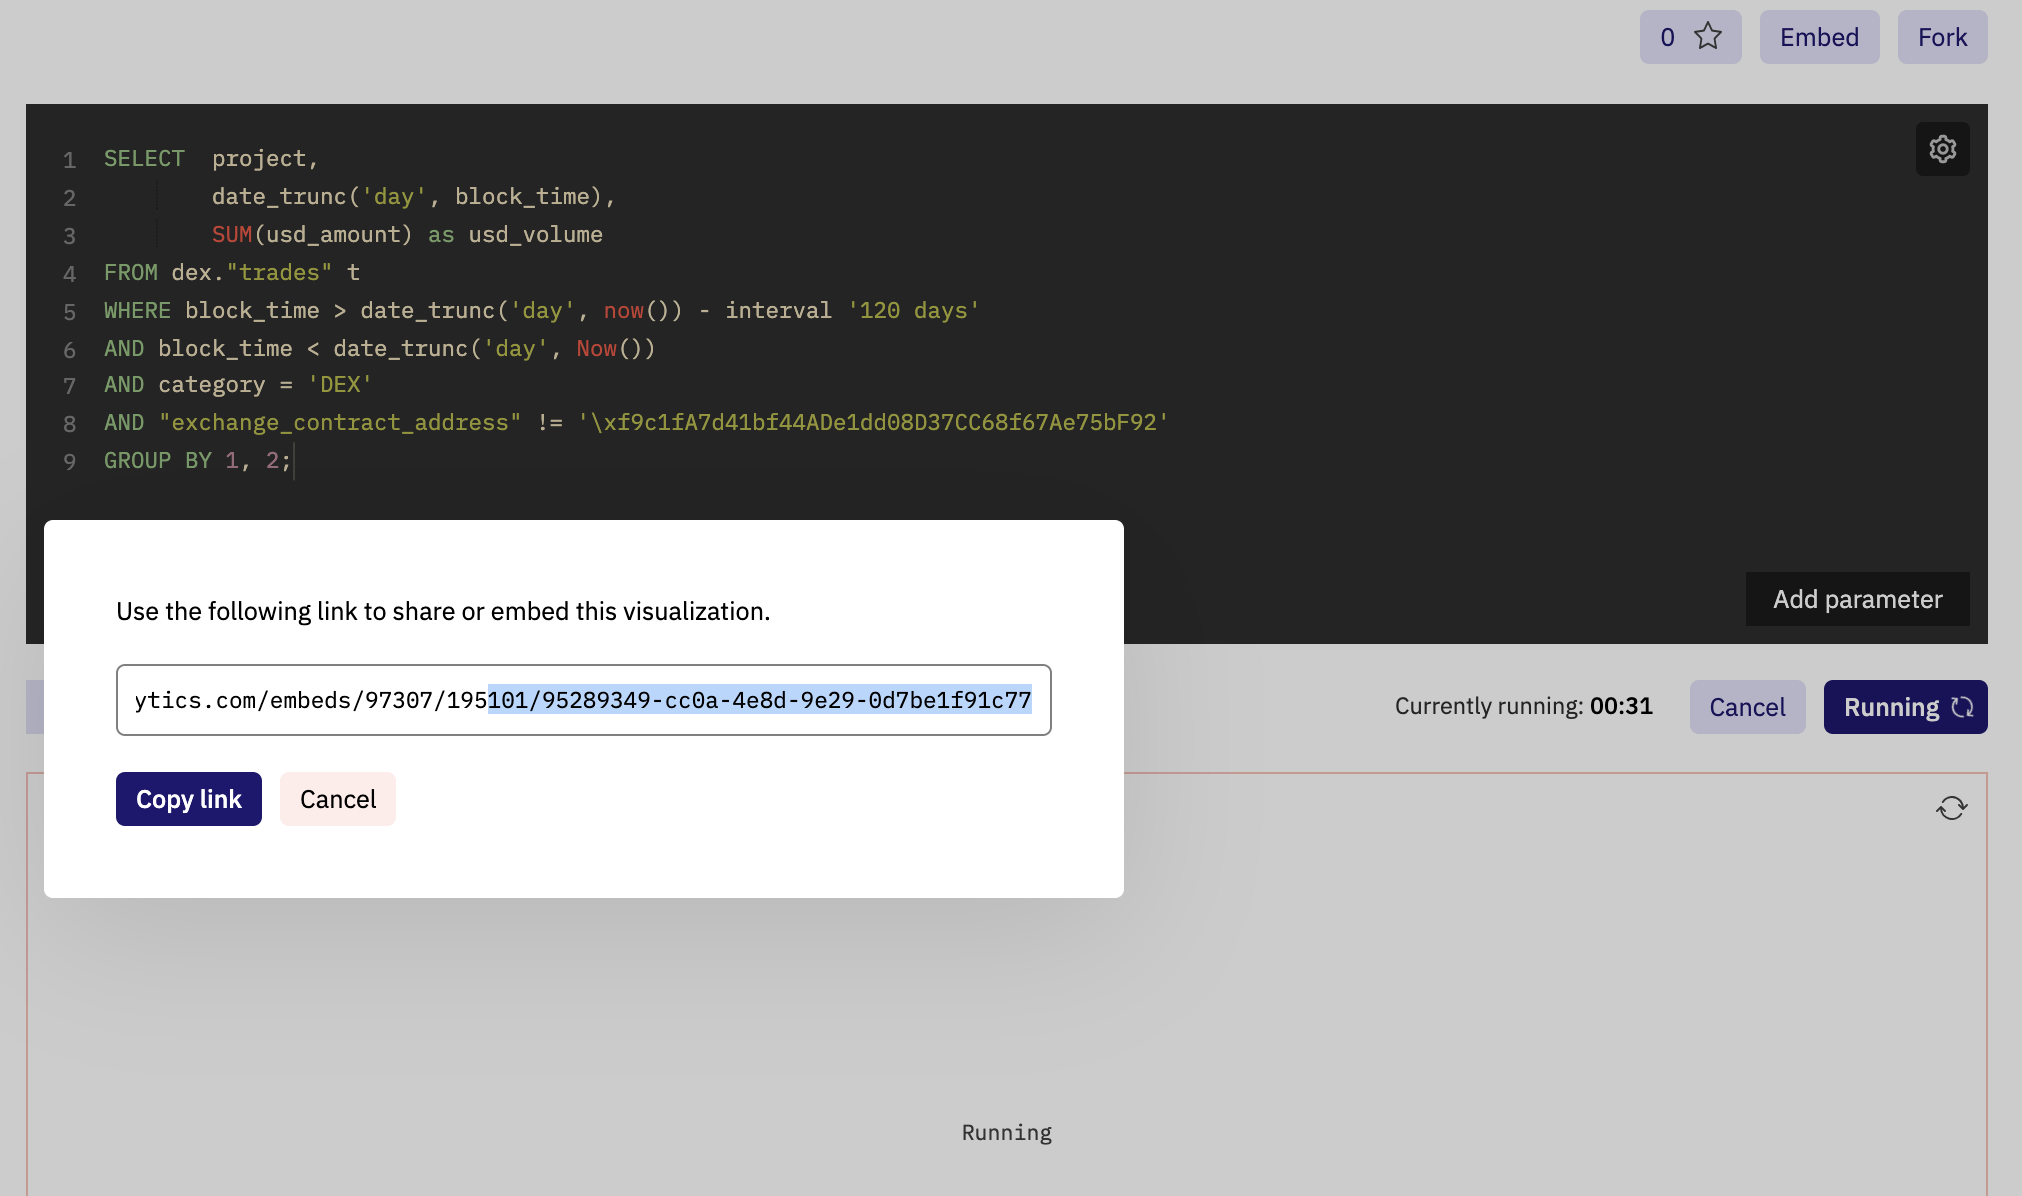 0 Embed Fork
1 SELECT  project,
2         date_trunc('day', block_time),
3         SUM(usd_amount) as usd_volume
4 FROM dex."trades" t
5 WHERE block_time > date_trunc('day', now()) - interval '120 days'
6 AND block_time < date_trunc('day', Now())
7 AND category = 'DEX'
8 AND "exchange_contract_address" != '\xf9c1fA7d41bf44ADe1dd08D37CC68f67Ae75bF92'
9 GROUP BY 1, 2;
Add parameter
Use the following link to share or embed this visualization.
ytics.com/embeds/97307/195101/95289349-cc0a-4e8d-9e29-0d7be1f91c77
Copy link Cancel
Currently running: 00:31 Cancel Running
Running